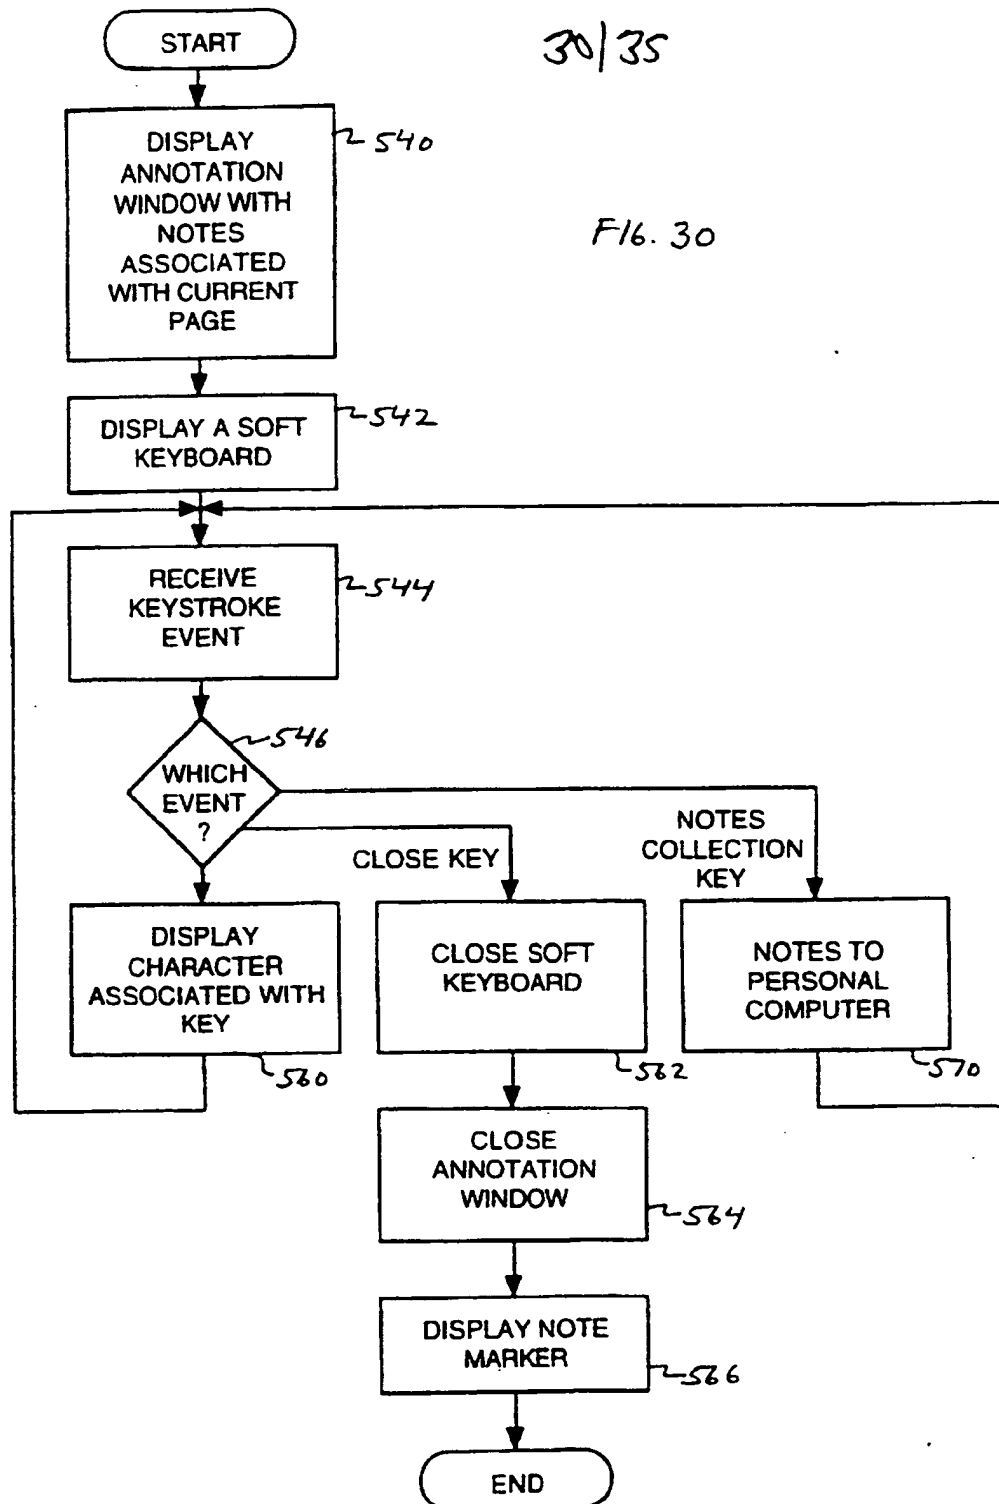 START
30/35
DISPLAY
ANNOTATION
WINDOW WITH
NOTES
ASSOCIATED
WITH CURRENT
PAGE
540
FIG. 30
DISPLAY A SOFT
KEYBOARD
542
RECEIVE
KEYSTROKE
EVENT
544
WHICH
EVENT
?
546
CLOSE KEY
NOTES
COLLECTION
KEY
DISPLAY
CHARACTER
ASSOCIATED WITH
KEY
560
CLOSE SOFT
KEYBOARD
562
NOTES TO
PERSONAL
COMPUTER
570
CLOSE
ANNOTATION
WINDOW
564
DISPLAY NOTE
MARKER
566
END